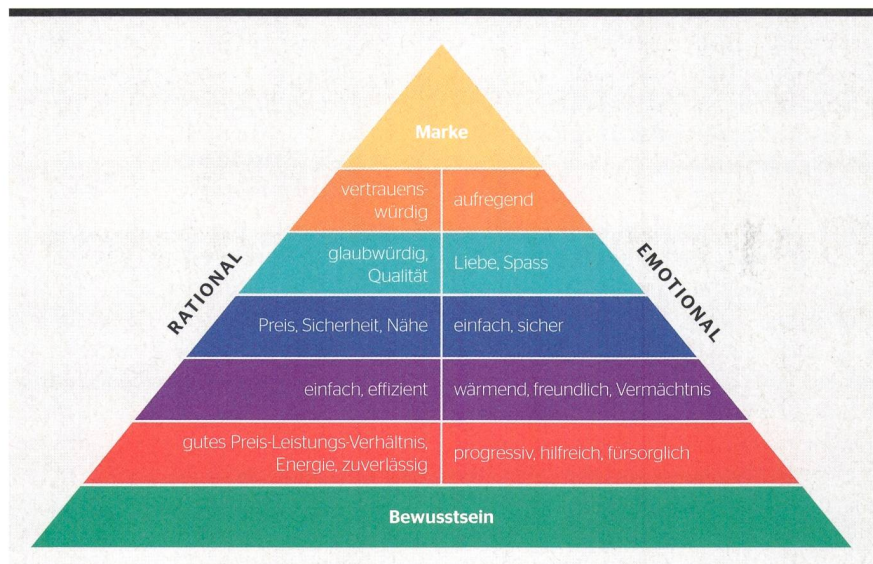 Marke
vertrauens-
würdig
aufregend
glaubwürdig,
Qualität
Liebe, Spass
RATIONAL
EMOTIONAL
Preis, Sicherheit, Nähe
einfach, sicher
einfach, effizient
wärmend, freundlich, Vermächtnis
gutes Preis-Leistungs-Verhältnis,
Energie, zuverlässig
progressiv, hilfreich, fürsorglich
Bewusstsein